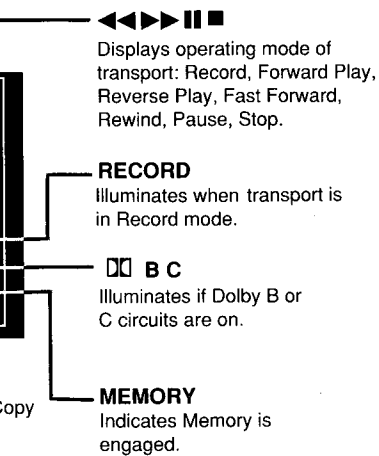 ◀◀▶▶❚❚■
Displays operating mode of
transport: Record, Forward Play,
Reverse Play, Fast Forward,
Rewind, Pause, Stop.
RECORD
Illuminates when transport is
in Record mode.
B C
Illuminates if Dolby B or
C circuits are on.
MEMORY
Indicates Memory is
engaged.
Copy